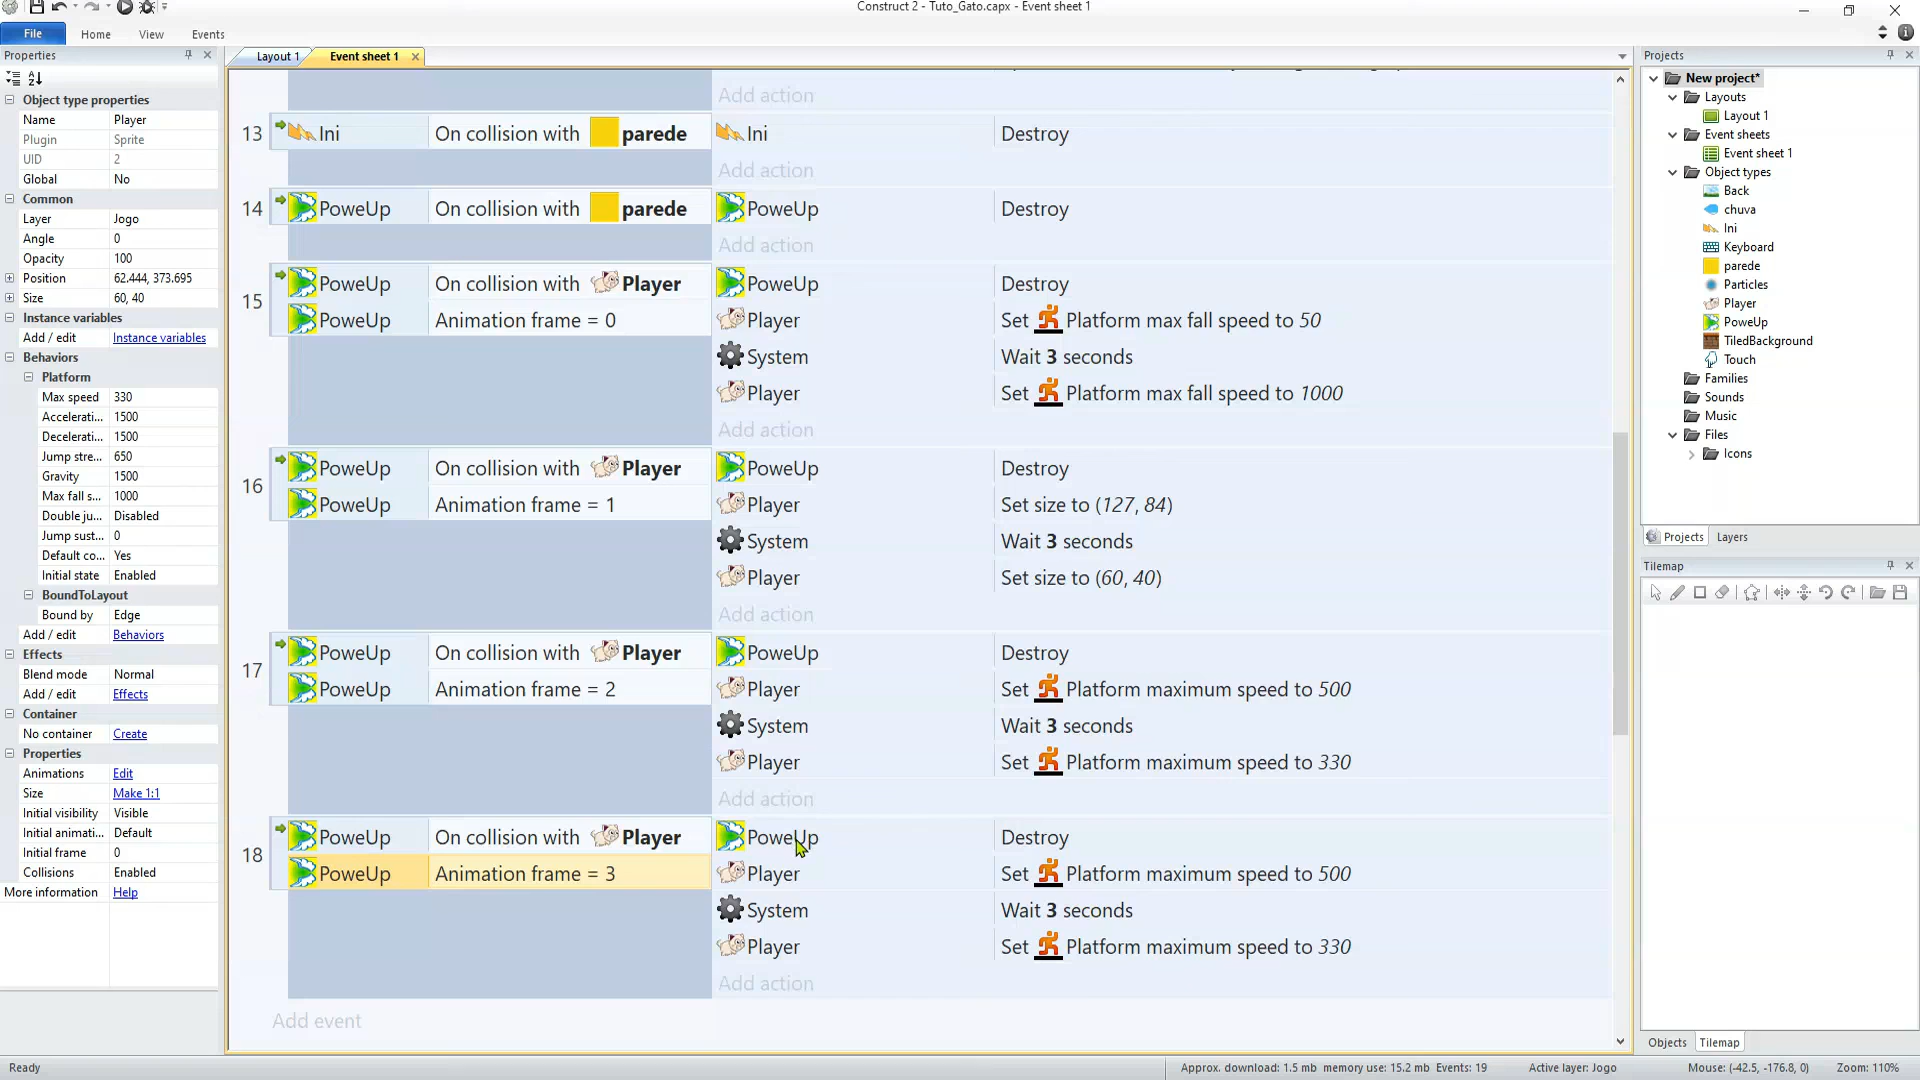 Construct 2 - Tuto_Gato.capx - Event sheet 1
File Home View Events
Properties
Object type properties
Name Player
Plugin Sprite
UID 2
Global No
Common
Layer Jogo
Angle 0
Opacity 100
Position 62.444, 373.695
Size 60, 40
Instance variables
Add / edit Instance variables
Behaviors
Platform
Max speed 330
Accelerati... 1500
Decelerati... 1500
Jump stre... 650
Gravity 1500
Max fall s... 1000
Double ju... Disabled
Jump sust... 0
Default co... Yes
Initial state Enabled
BoundToLayout
Bound by Edge
Add / edit Behaviors
Effects
Blend mode Normal
Add / edit Effects
Container
No container Create
Properties
Animations Edit
Size Make 1:1
Initial visibility Visible
Initial animati... Default
Initial frame 0
Collisions Enabled
More information Help
Layout 1 Event sheet 1
Add action
13 Ini On collision with parede Ini Destroy
Add action
14 PoweUp On collision with parede PoweUp Destroy
Add action
15 PoweUp On collision with Player PoweUp Destroy
PoweUp Animation frame = 0 Player Set Platform max fall speed to 50
System Wait 3 seconds
Player Set Platform max fall speed to 1000
Add action
16 PoweUp On collision with Player PoweUp Destroy
PoweUp Animation frame = 1 Player Set size to (127, 84)
System Wait 3 seconds
Player Set size to (60, 40)
Add action
17 PoweUp On collision with Player PoweUp Destroy
PoweUp Animation frame = 2 Player Set Platform maximum speed to 500
System Wait 3 seconds
Player Set Platform maximum speed to 330
Add action
18 PoweUp On collision with Player PoweUp Destroy
PoweUp Animation frame = 3 Player Set Platform maximum speed to 500
System Wait 3 seconds
Player Set Platform maximum speed to 330
Add action
Add event
Projects
New project*
Layouts
Layout 1
Event sheets
Event sheet 1
Object types
Back
chuva
Ini
Keyboard
parede
Particles
Player
PoweUp
TiledBackground
Touch
Families
Sounds
Music
Files
Icons
Projects Layers
Tilemap
Objects Tilemap
Ready Approx. download: 1.5 mb memory use: 15.2 mb Events: 19 Active layer: Jogo Mouse: (-42.5, -176.8, 0) Zoom: 110%